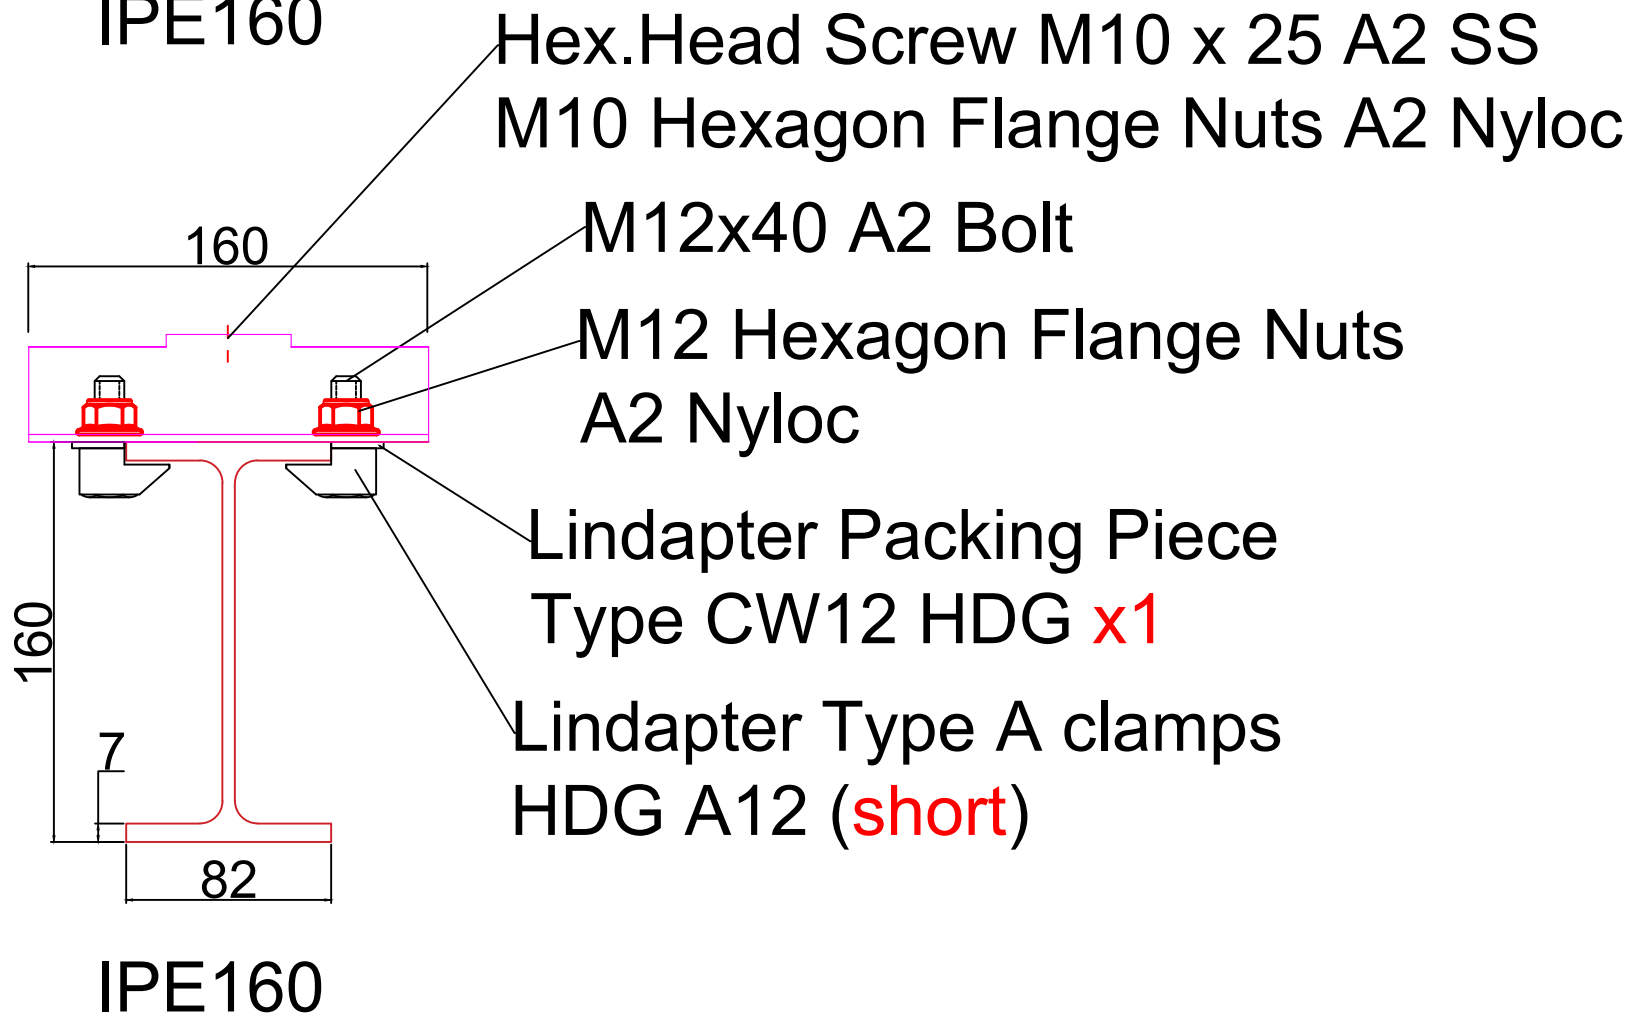 IPE160
Hex.Head Screw M10 x 25 A2 SS
M10 Hexagon Flange Nuts A2 Nyloc
M12x40 A2 Bolt
160
M12 Hexagon Flange Nuts
A2 Nyloc
Lindapter Packing Piece
Type CW12 HDG x1
160
Lindapter Type A clamps
7
HDG A12 (short)
82
IPE160